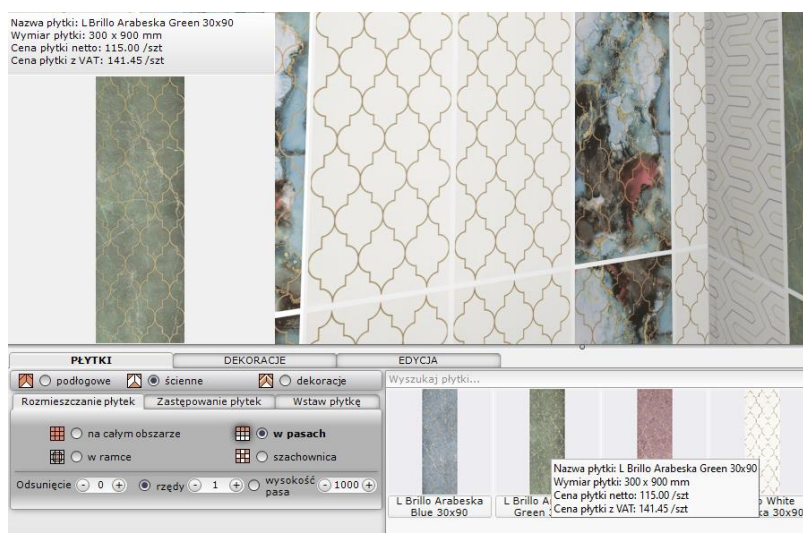 Nazwa płytki: L Brillo Arabeska Green 30x90
Wymiar płytki: 300 x 900 mm
Cena płytki netto: 115.00 /szt
Cena płytki z VAT: 141.45 /szt
PŁYTKI DEKORACJE EDYCJA
podłogowe ścienne dekoracje
Wyszukaj płytki...
Rozmieszczanie płytek Zastępowanie płytek Wstaw płytkę
na całym obszarze w pasach
w ramce szachownica
Odsunięcie - 0 + rzędy - 1 + wysokość pasa - 1000 +
Nazwa płytki: L Brillo Arabeska Green 30x90
Wymiar płytki: 300 x 900 mm
Cena płytki netto: 115.00 /szt
Cena płytki z VAT: 141.45 /szt
L Brillo Arabeska
Blue 30x90
L Brillo
Green
White
30x90